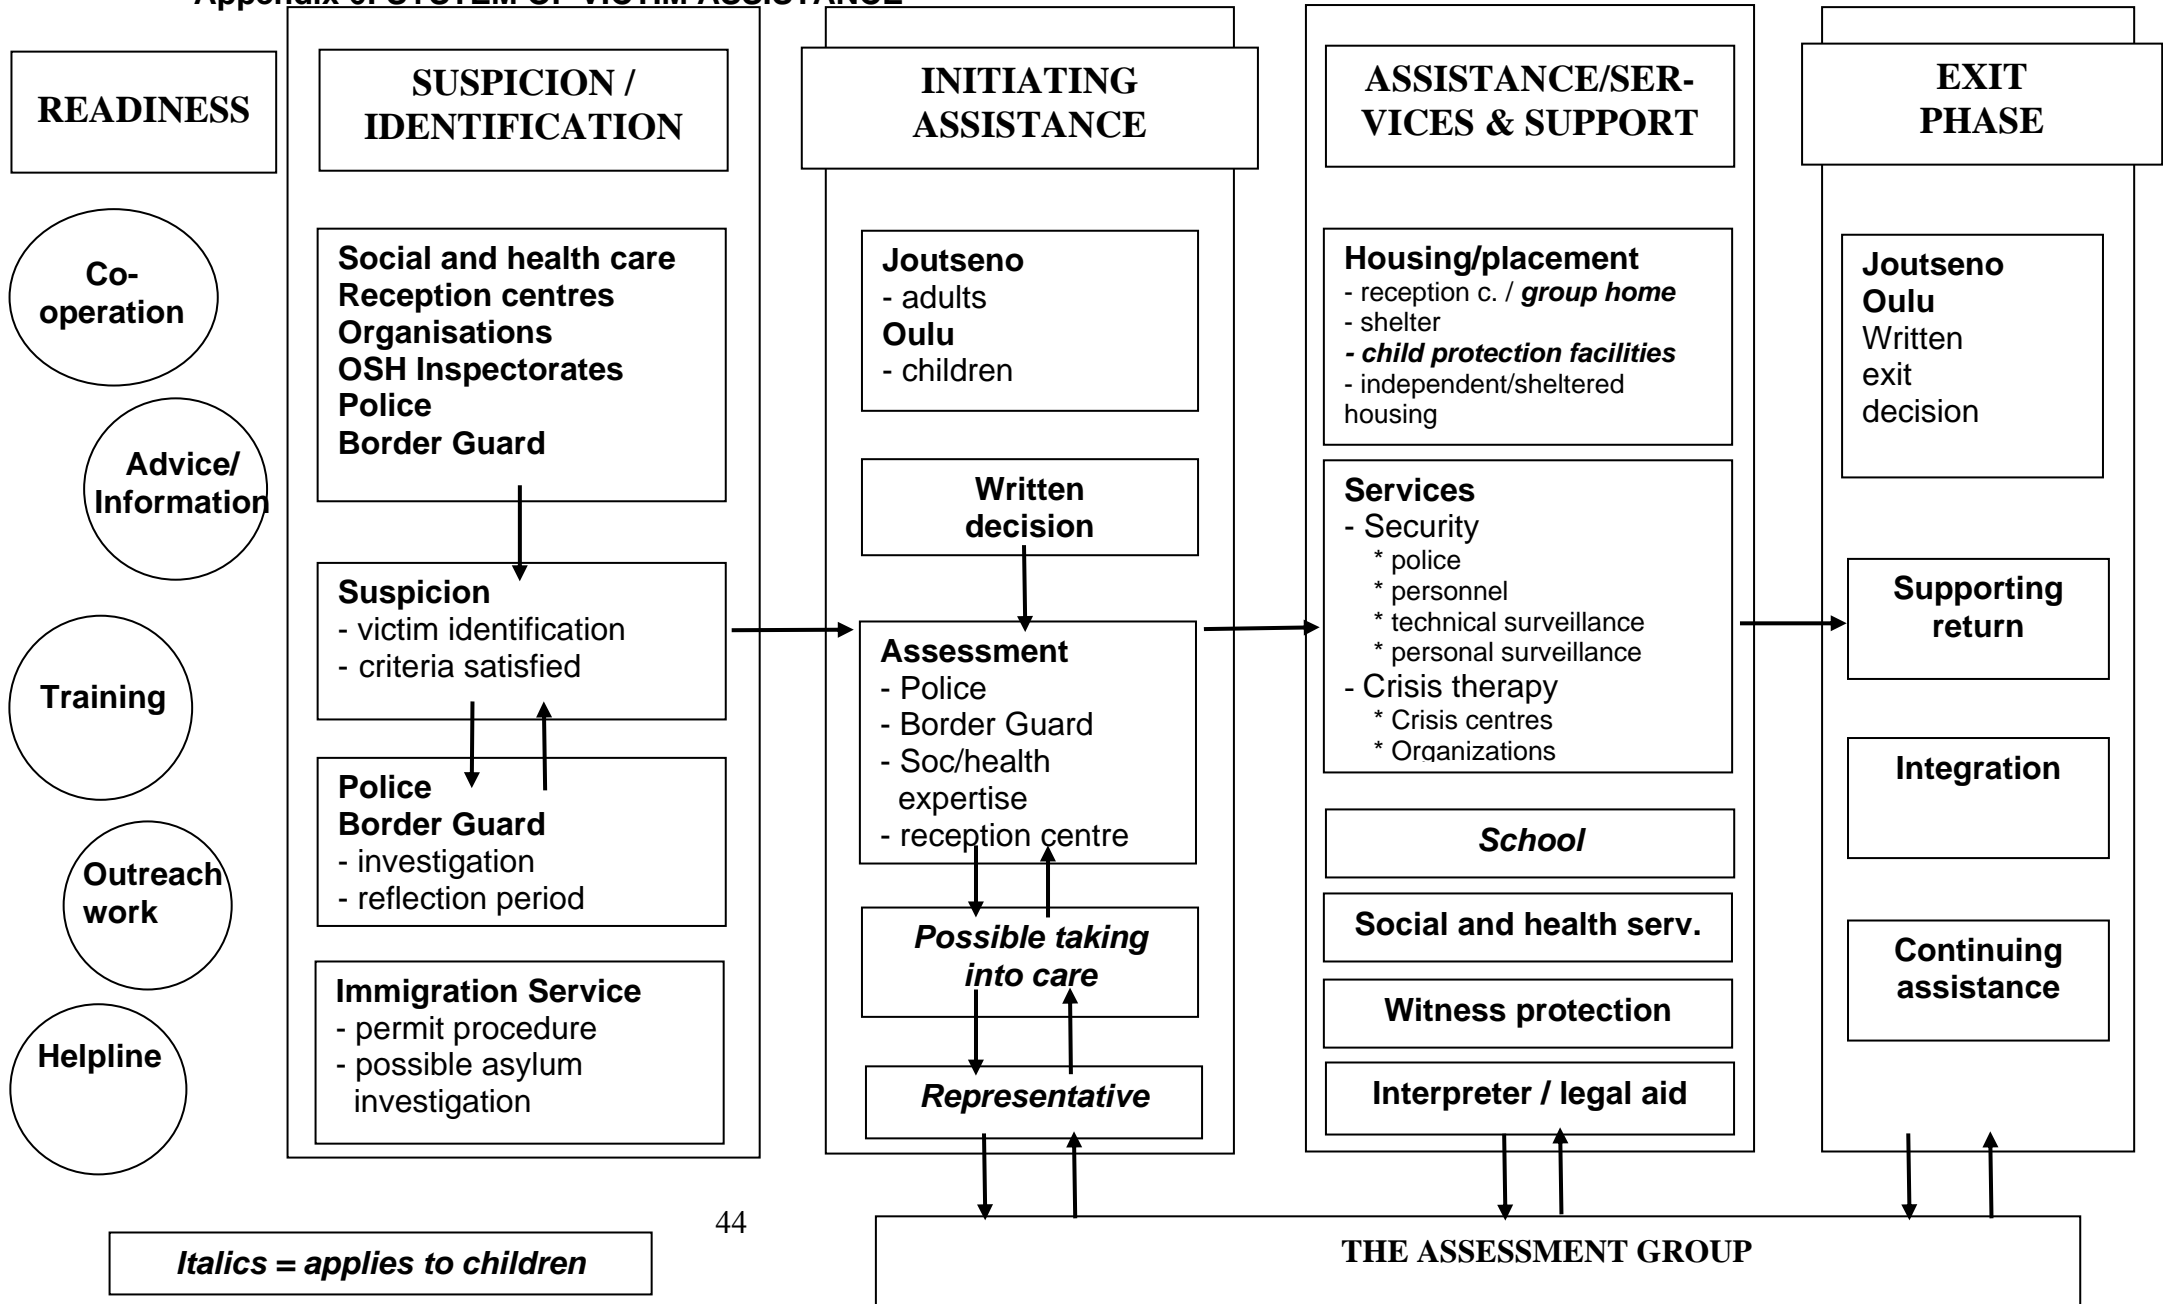 SYSTEM OF VICTIM ASSISTANCE
READINESS
Co-
operation
Advice/
Information
Training
Outreach
work
Helpline
SUSPICION /
IDENTIFICATION
Social and health care
Reception centres
Organisations
OSH Inspectorates
Police
Border Guard
Suspicion
- victim identification
- criteria satisfied
Police
Border Guard
- investigation
- reflection period
Immigration Service
- permit procedure
- possible asylum
investigation
INITIATING
ASSISTANCE
Joutseno
- adults
Oulu
- children
Written
decision
Assessment
- Police
- Border Guard
- Soc/health
expertise
- reception centre
Possible taking
into care
Representative
ASSISTANCE/SER-
VICES & SUPPORT
Housing/placement
- reception c. / group home
- shelter
- child protection facilities
- independent/sheltered
housing
Services
- Security
* police
* personnel
* technical surveillance
* personal surveillance
- Crisis therapy
* Crisis centres
* Organizations
School
Social and health serv.
Witness protection
Interpreter / legal aid
EXIT
PHASE
Joutseno
Oulu
Written
exit
decision
Supporting
return
Integration
Continuing
assistance
44
Italics = applies to children
THE ASSESSMENT GROUP